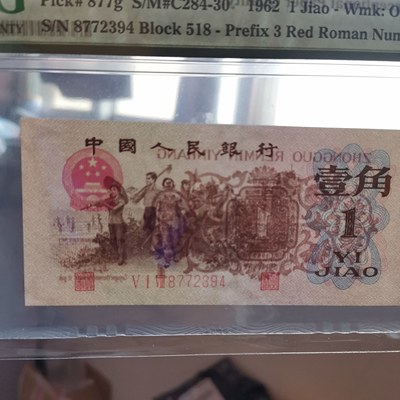 Pick# 877g S/M#C284-30 1962 1 Jiao - Wmk: O
S/N 8772394 Block 518 - Prefix 3 Red Roman Num
中國人民銀行
ZHONGGUO RENMIN YINHANG
壹角
1
YI
JIAO
8772394